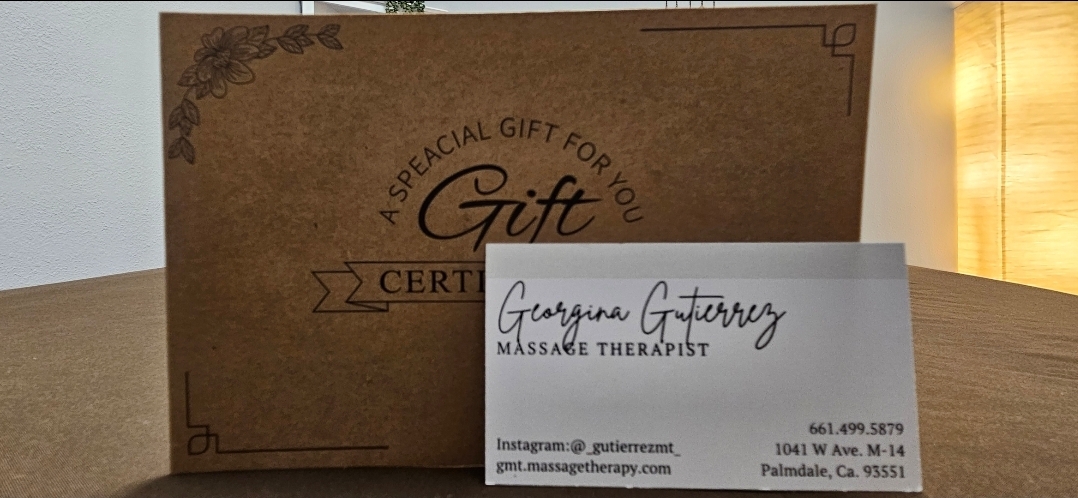 A SPEACIAL GIFT FOR YOU
Gift
CERTI
Georgina Gutierrez
MASSAGE THERAPIST
661.499.5879
Instagram:@_gutierrezmt_
1041 W Ave. M-14
gmt.massagetherapy.com
Palmdale, Ca. 93551